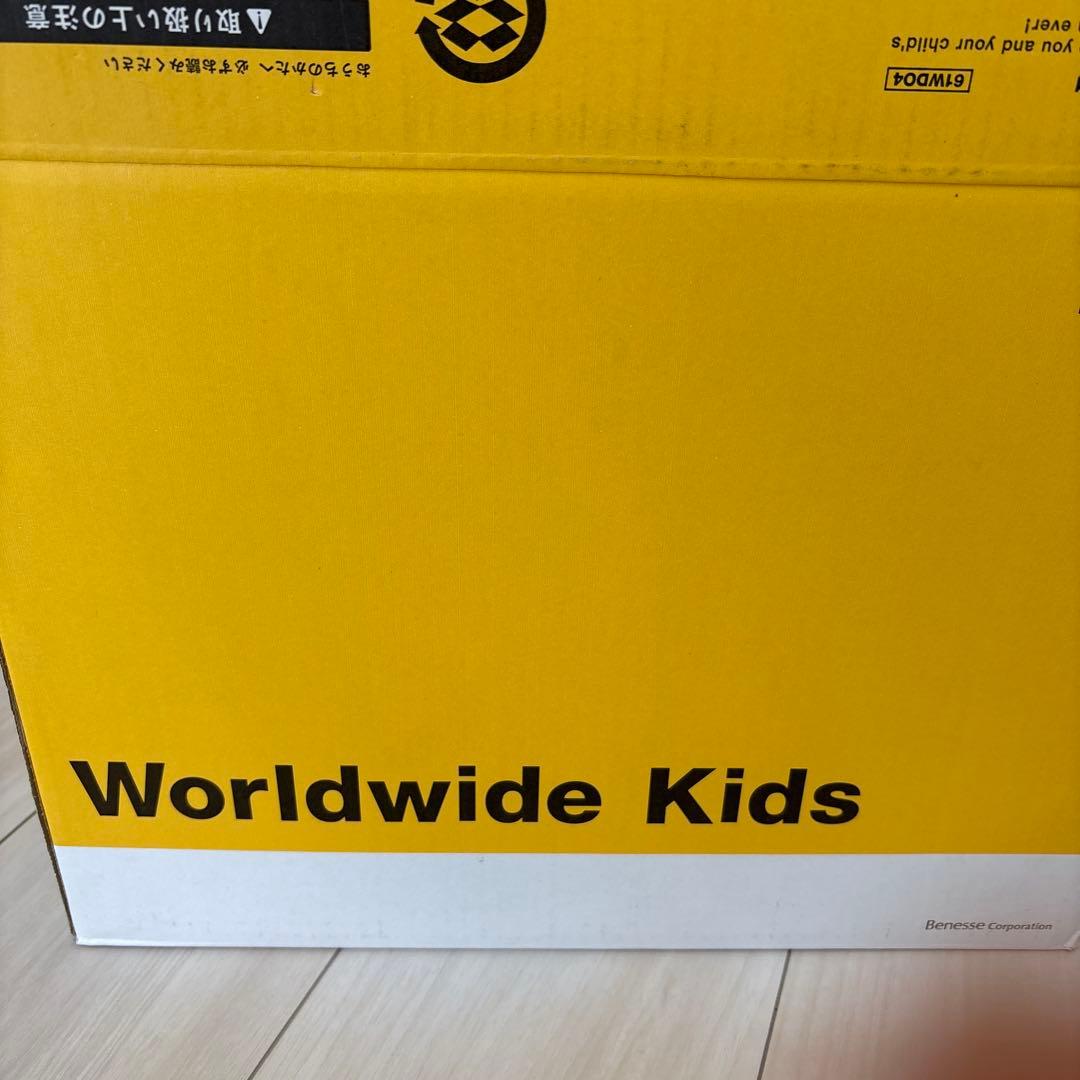 ⚠取り扱い上の注意
おうちのかたへ 必ずお読みください
you and your child's
ever!
61WD04
Worldwide Kids
Benesse Corporation